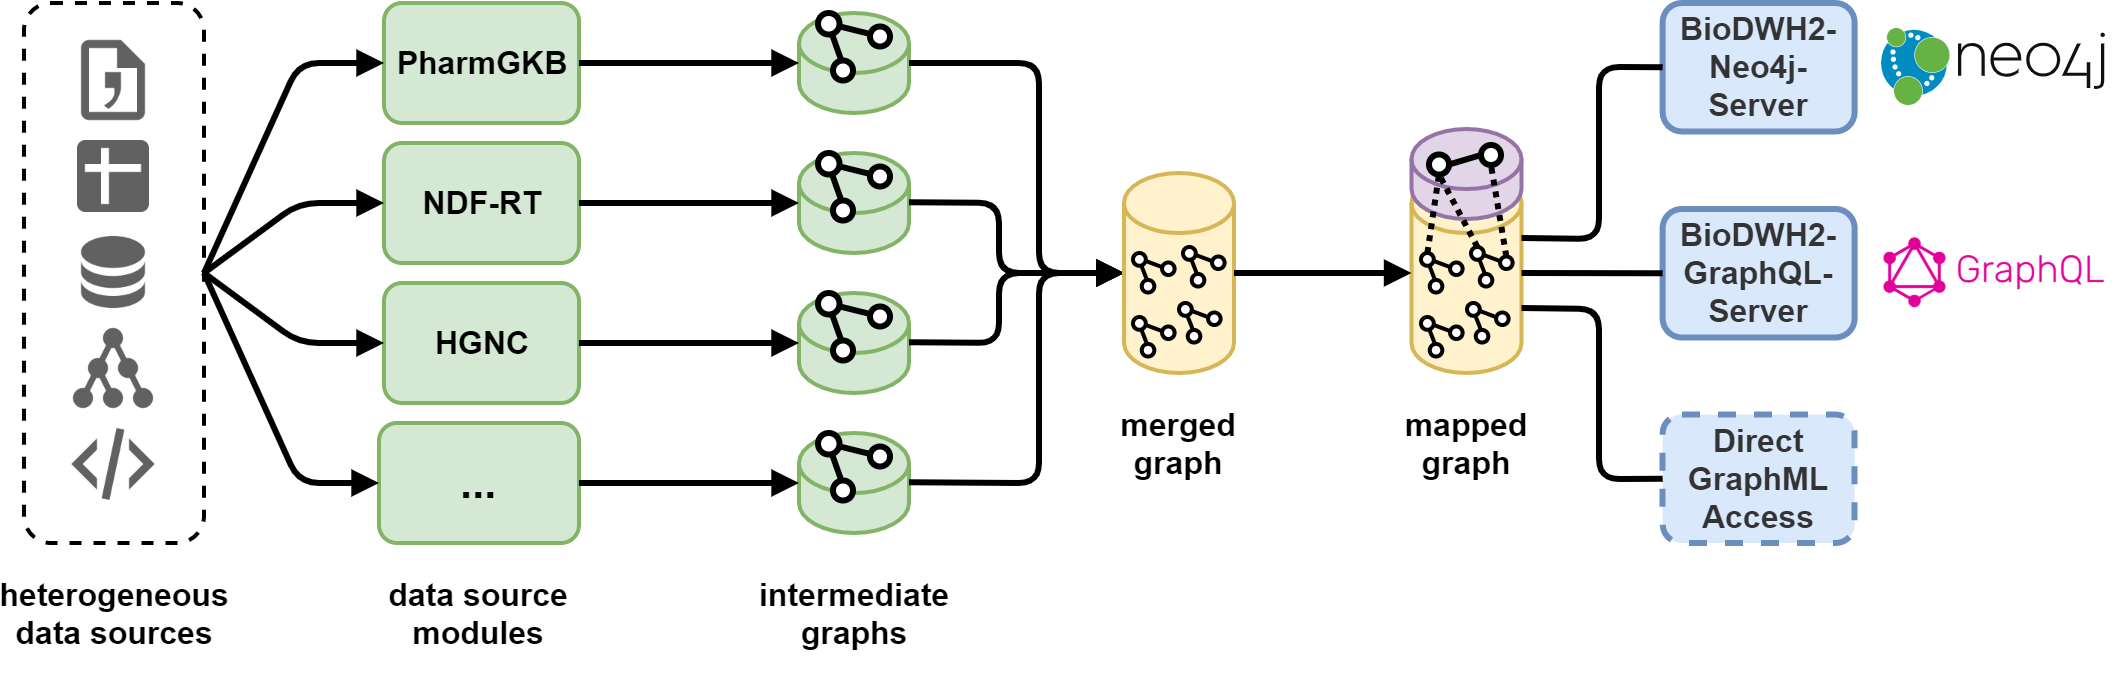 PharmGKB
NDF-RT
HGNC
...
heterogeneous
data sources
data source
modules
intermediate
graphs
merged
graph
mapped
graph
BioDWH2-
Neo4j-
Server
neo4j
BioDWH2-
GraphQL-
Server
GraphQL
Direct
GraphML
Access